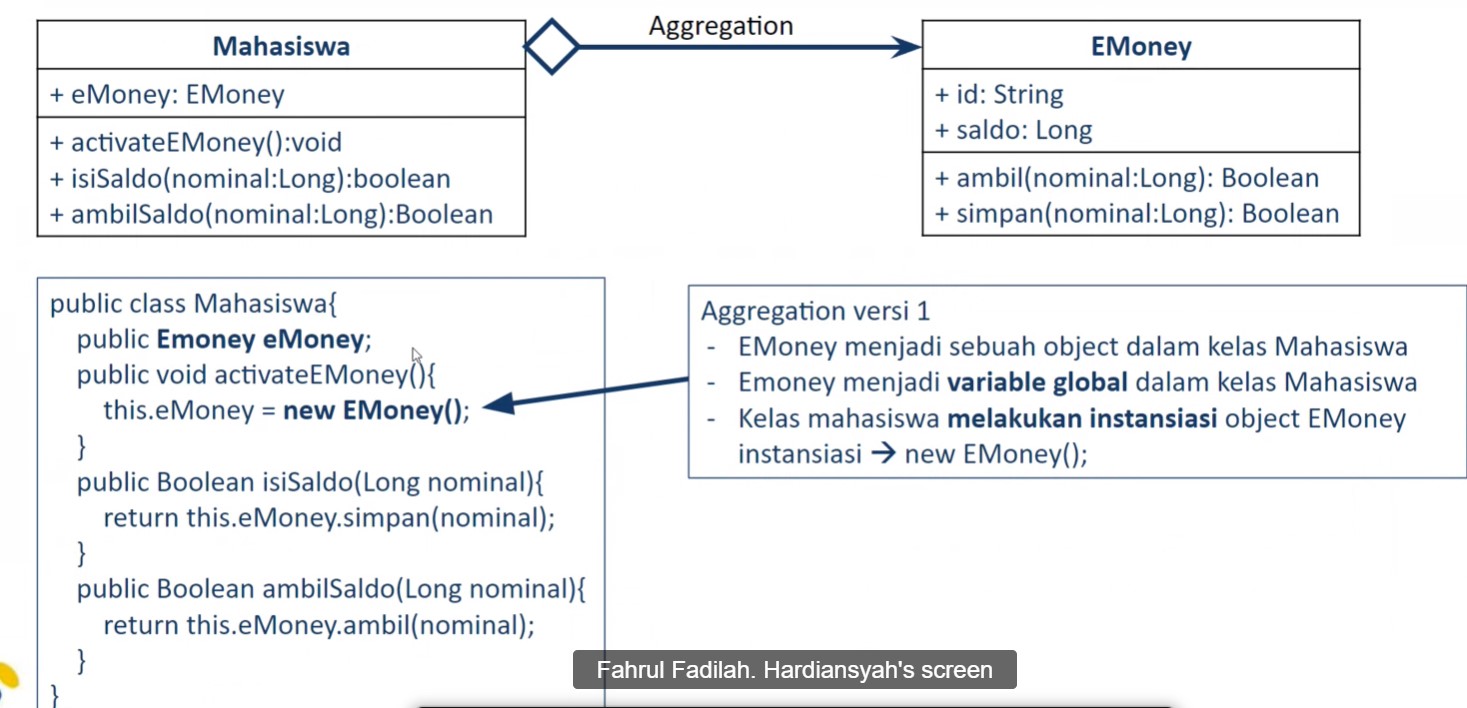 Aggregation
Mahasiswa
+ eMoney: EMoney
+ activateEMoney():void
+ isiSaldo(nominal:Long):boolean
+ ambilSaldo(nominal:Long):Boolean
EMoney
+ id: String
+ saldo: Long
+ ambil(nominal:Long): Boolean
+ simpan(nominal:Long): Boolean
public class Mahasiswa{
public Emoney eMoney;
public void activateEMoney(){
this.eMoney = new EMoney();
}
public Boolean isiSaldo(Long nominal){
return this.eMoney.simpan(nominal);
}
public Boolean ambilSaldo(Long nominal){
return this.eMoney.ambil(nominal);
}
}
Aggregation versi 1
- EMoney menjadi sebuah object dalam kelas Mahasiswa
- Emoney menjadi variable global dalam kelas Mahasiswa
- Kelas mahasiswa melakukan instansiasi object EMoney
instansiasi → new EMoney();
Fahrul Fadilah. Hardiansyah's screen